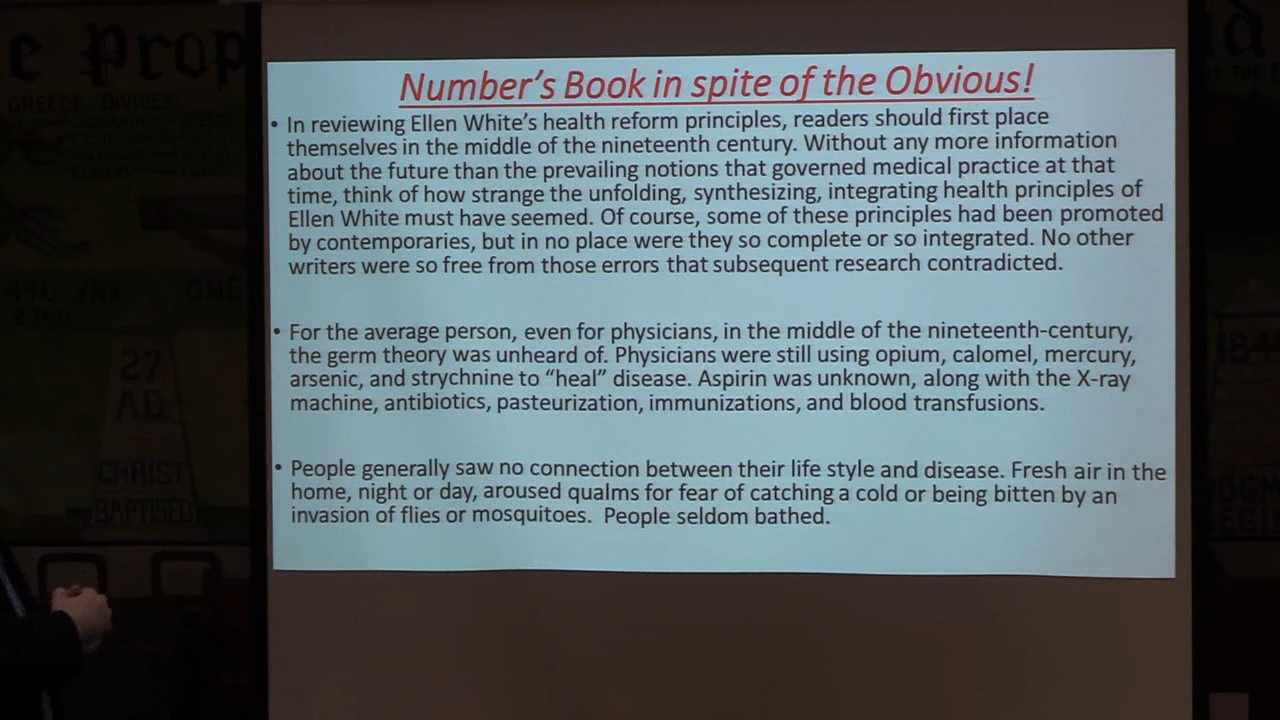 e Prop
GREECE DIVIDES
Number's Book in spite of the Obvious!
• In reviewing Ellen White's health reform principles, readers should first place
themselves in the middle of the nineteenth century. Without any more information
about the future than the prevailing notions that governed medical practice at that
time, think of how strange the unfolding, synthesizing, integrating health principles of
Ellen White must have seemed. Of course, some of these principles had been promoted
by contemporaries, but in no place were they so complete or so integrated. No other
writers were so free from those errors that subsequent research contradicted.
• For the average person, even for physicians, in the middle of the nineteenth-century,
the germ theory was unheard of. Physicians were still using opium, calomel, mercury,
arsenic, and strychnine to "heal" disease. Aspirin was unknown, along with the X-ray
machine, antibiotics, pasteurization, immunizations, and blood transfusions.
• People generally saw no connection between their life style and disease. Fresh air in the
home, night or day, aroused qualms for fear of catching a cold or being bitten by an
invasion of flies or mosquitoes.  People seldom bathed.
27
AD
CHRIST
BAPTISED
184